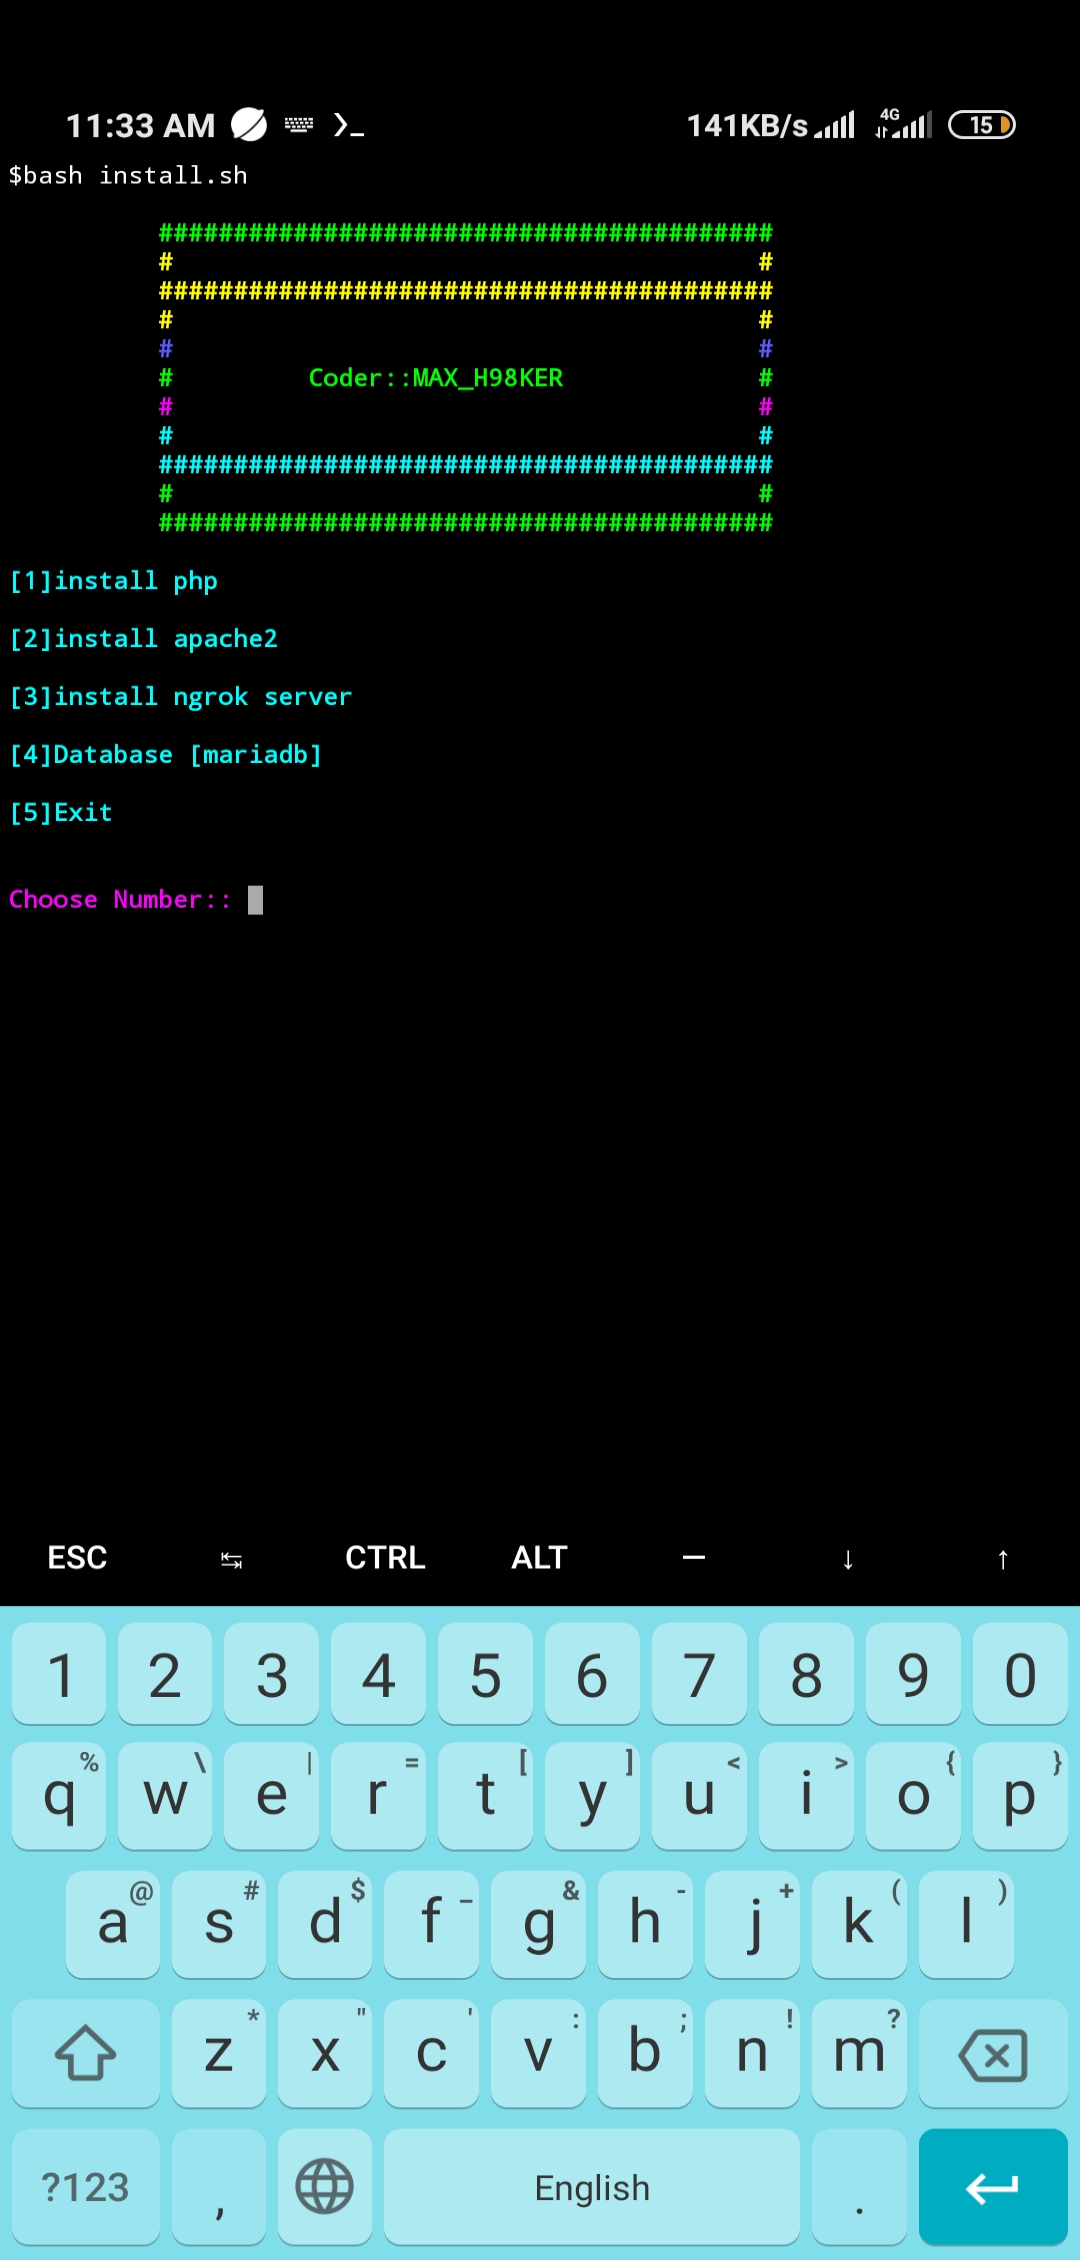 11:33 AM 141KB/s 4G 15
$bash install.sh
#########################################
# #
#########################################
# #
# #
# Coder::MAX_H98KER #
# #
# #
#########################################
# #
#########################################
[1]install php
[2]install apache2
[3]install ngrok server
[4]Database [mariadb]
[5]Exit
Choose Number::
ESC ↹ CTRL ALT — ↓ ↑
1 2 3 4 5 6 7 8 9 0
q % w \ e | r = t [ y ] u < i > o { p }
a @ s # d $ f _ g & h - j + k ( l )
z * x " c ' v : b ; n ! m ?
?123 , English .